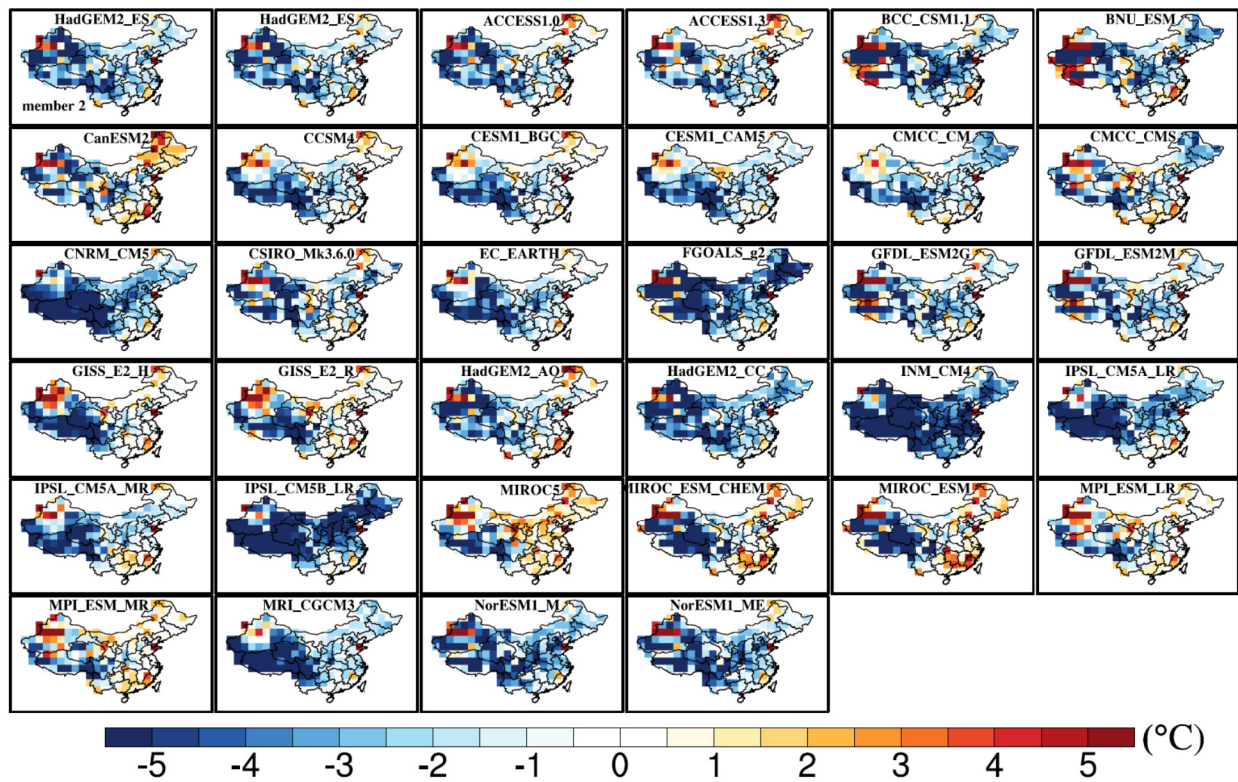 HadGEM2_ES HadGEM2_ES ACCESS1.0 ACCESS1.3 BCC_CSM1.1 BNU_ESM
member 2
CanESM2 CCSM4 CESM1_BGC CESM1_CAM5 CMCC_CM CMCC_CMS
CNRM_CM5 CSIRO_Mk3.6.0 EC_EARTH FGOALS_g2 GFDL_ESM2G GFDL_ESM2M
GISS_E2_H GISS_E2_R HadGEM2_AO HadGEM2_CC INM_CM4 IPSL_CM5A_LR
IPSL_CM5A_MR IPSL_CM5B_LR MIROC5 MIROC_ESM_CHEM MIROC_ESM MPI_ESM_LR
MPI_ESM_MR MRI_CGCM3 NorESM1_M NorESM1_ME
-5 -4 -3 -2 -1 0 1 2 3 4 5 (°C)